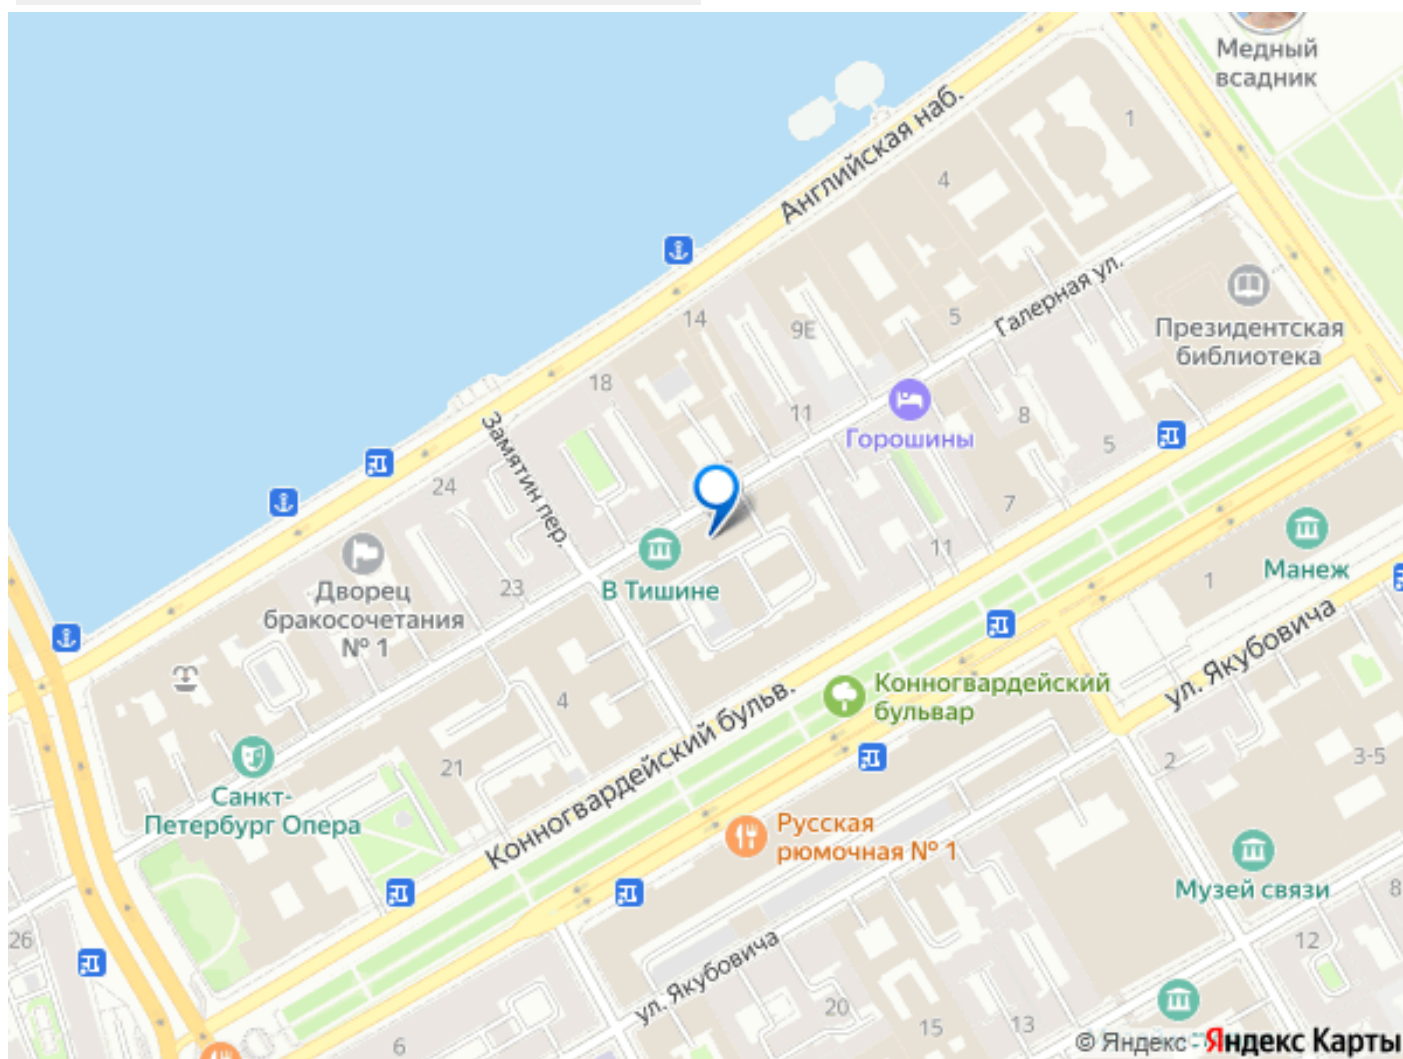 Медный
всадник
1
Английская наб.
4
Галерная ул.
5
Президентская
библиотека
14
9Е
18
11
Горошины
8
5
Замятин пер.
24
7
11
Манеж
1
В Тишине
Дворец
бракосочетания
№ 1
23
ул. Якубовича
Конногвардейский
бульвар
4
Конногвардейский бульв.
21
2
3-5
Санкт-
Петербург Опера
Русская
рюмочная № 1
Музей связи
8
26
12
ул. Якубовича
20
15
13
6
© Яндекс - Яндекс Карты